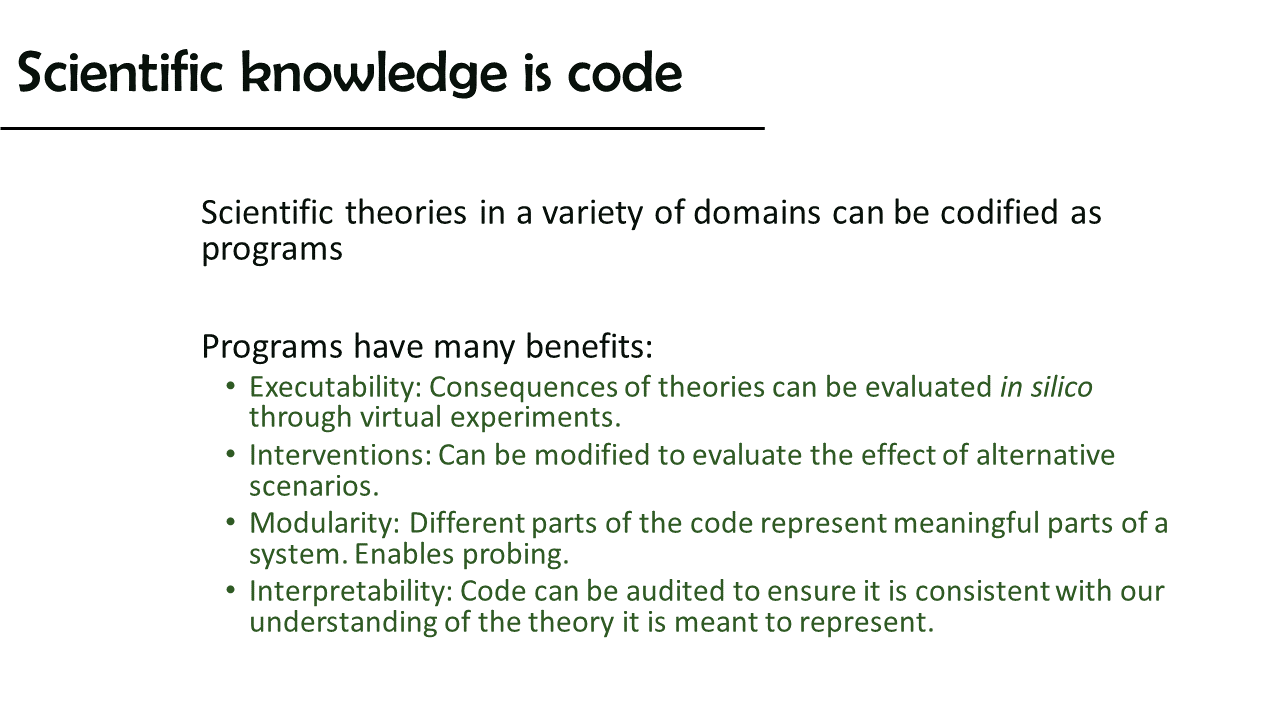 Scientific knowledge is code
Scientific theories in a variety of domains can be codified as
programs
Programs have many benefits:
• Executability: Consequences of theories can be evaluated in silico
through virtual experiments.
• Interventions: Can be modified to evaluate the effect of alternative
scenarios.
• Modularity: Different parts of the code represent meaningful parts of a
system. Enables probing.
• Interpretability: Code can be audited to ensure it is consistent with our
understanding of the theory it is meant to represent.